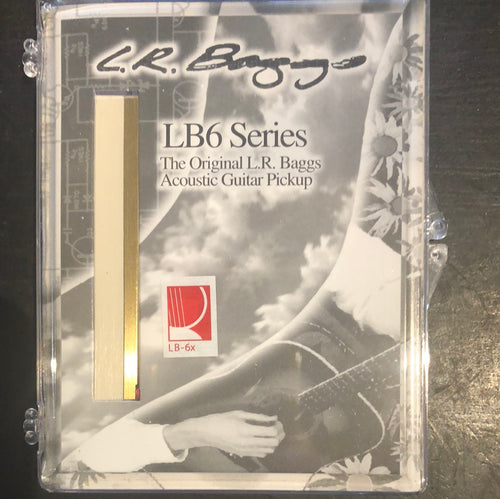 L.R. Baggs
LB6 Series
The Original L.R. Baggs
Acoustic Guitar Pickup
LB-6x